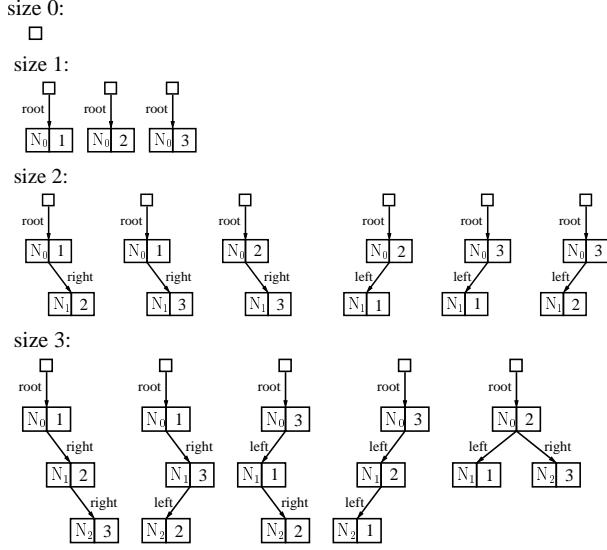 size 0:
size 1:
root root root
N0 1 N0 2 N0 3
size 2:
root root root root root root
N0 1 N0 1 N0 2 N0 2 N0 3 N0 3
right right right left left left
N1 2 N1 3 N1 3 N1 1 N1 1 N1 2
size 3:
root root root root root
N0 1 N0 1 N0 3 N0 3 N0 2
right right left left left right
N1 2 N1 3 N1 1 N1 2 N1 1 N2 3
right left right left
N2 3 N2 2 N2 2 N2 1